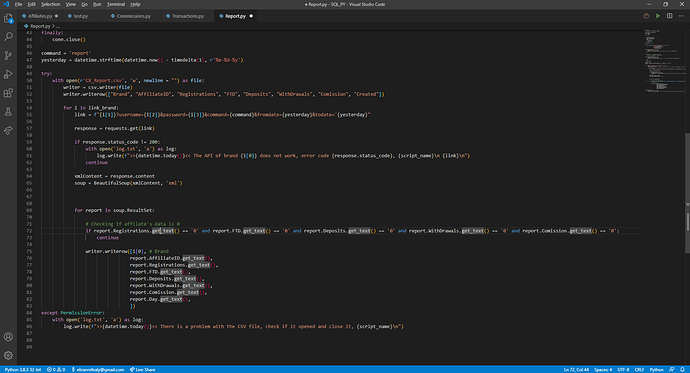 Affiliates.py test.py Commissions.PY Transactions.PY Report.py ● ● Report.py - SQL_PY - Visual Studio Code
Report.py > ...
43 finally:
44 conn.close()
45
46 command = 'report'
47 yesterday = datetime.strftime(datetime.now() - timedelta(1), r'%m-%d-%y')
48
49 try:
50 with open(r'CX_Report.csv', 'w', newline = "") as file:
51 writer = csv.writer(file)
52 writer.writerow(["Brand", "AffiliateID", "Registrations", "FTD", "Deposits", "WithDrawals", "Comission", "Created"])
53
54 for i in link_brand:
55 link = f"{i[1]}?username={i[2]}&password={i[3]}&command={command}&fromdate={yesterday}&todate='{yesterday}"
56
57 response = requests.get(link)
58
59 if response.status_code != 200:
60 with open('log.txt', 'a') as log:
61 log.write(f">>{datetime.today()}<< The API of brand {i[0]} does not work, error code {response.status_code}, {script_name}\n {link}\n")
62 continue
63
64 xmlContent = response.content
65 soup = BeautifulSoup(xmlContent, 'xml')
66
67
68
69 for report in soup.ResultSet:
70
71 # Checking if affilate's data is 0
72 if report.Registrations.get_text() == '0' and report.FTD.get_text() == '0' and report.Deposits.get_text() == '0' and report.WithDrawals.get_text() == '0' and report.Comission.get_text() == '0':
73 continue
74
75 writer.writerow([i[0], # Brand
76 report.AffiliateID.get_text(),
77 report.Registrations.get_text(),
78 report.FTD.get_text(),
79 report.Deposits.get_text(),
80 report.WithDrawals.get_text(),
81 report.Comission.get_text(),
82 report.Day.get_text(),
83 ])
84 except PermissionError:
85 with open('log.txt', 'a') as log:
86 log.write(f">>{datetime.today()}<< There is a problem with the CSV file, check if it opened and close it, {script_name}\n")
87
88
89
Python 3.8.3 32-bit 0 0 eliranrefraly@gmail.com Live Share Ln 72, Col 44 Spaces: 4 UTF-8 CRLF Python